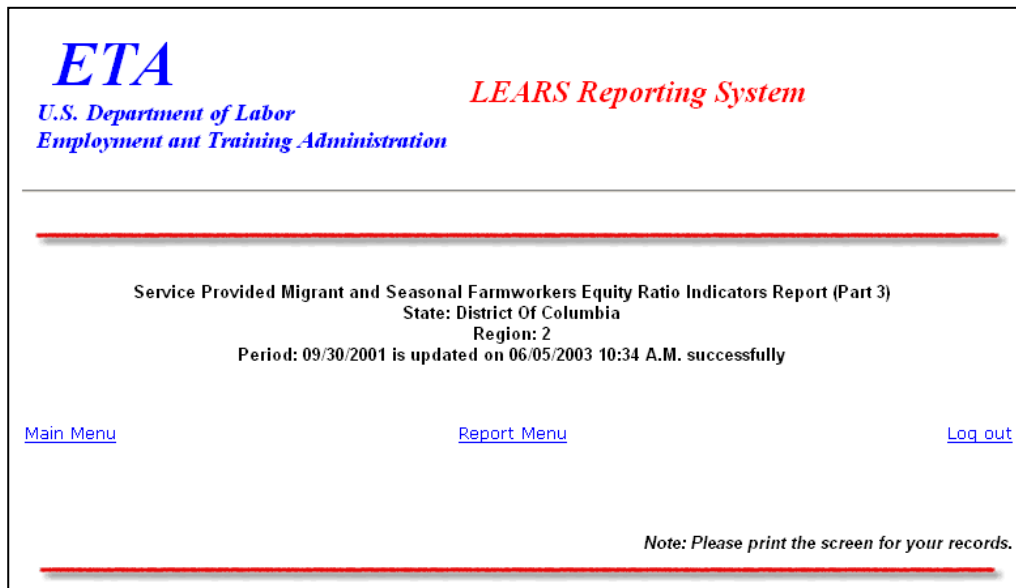 ETA
U.S. Department of Labor
Employment ant Training Administration
LEARS Reporting System
Service Provided Migrant and Seasonal Farmworkers Equity Ratio Indicators Report (Part 3)
State: District Of Columbia
Region: 2
Period: 09/30/2001 is updated on 06/05/2003 10:34 A.M. successfully
Main Menu Report Menu Log out
Note: Please print the screen for your records.